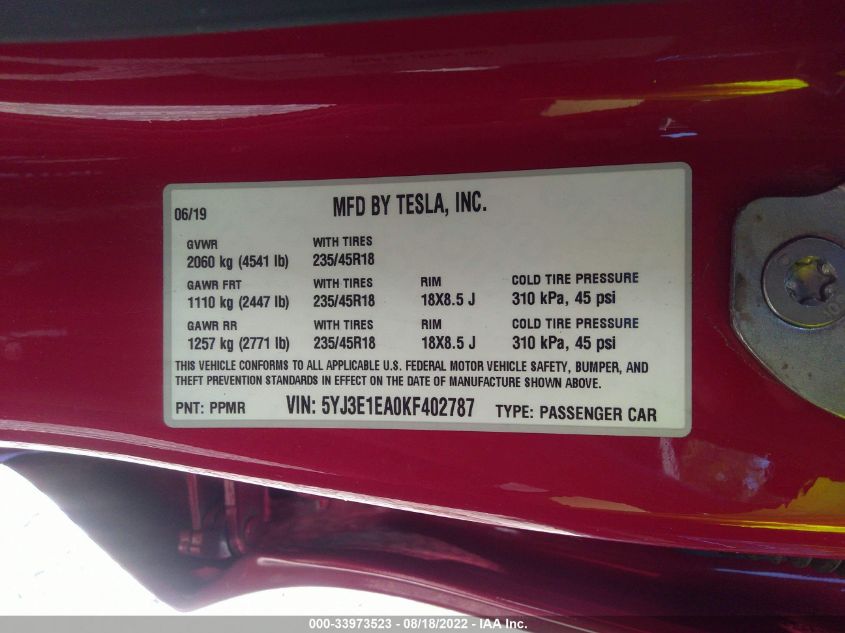 06/19 MFD BY TESLA, INC.
GVWR WITH TIRES
2060 kg (4541 lb) 235/45R18
GAWR FRT WITH TIRES RIM COLD TIRE PRESSURE
1110 kg (2447 lb) 235/45R18 18X8.5 J 310 kPa, 45 psi
GAWR RR WITH TIRES RIM COLD TIRE PRESSURE
1257 kg (2771 lb) 235/45R18 18X8.5 J 310 kPa, 45 psi
THIS VEHICLE CONFORMS TO ALL APPLICABLE U.S. FEDERAL MOTOR VEHICLE SAFETY, BUMPER, AND
THEFT PREVENTION STANDARDS IN EFFECT ON THE DATE OF MANUFACTURE SHOWN ABOVE.
PNT: PPMR VIN: 5YJ3E1EA0KF402787 TYPE: PASSENGER CAR
000-33973523 - 08/18/2022 - IAA Inc.